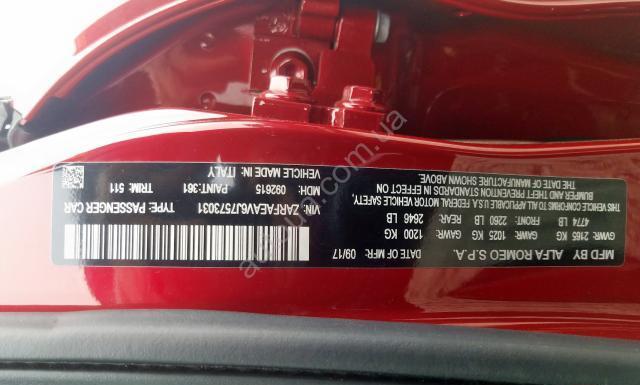 MFD BY ALFA ROMEO S.P.A. DATE OF MFR: 09/17
GVWR: 2165 KG GAWR: 1025 KG GAWR: 1200 KG
4774 LB FRONT: 2260 LB REAR: 2646 LB
THIS VEHICLE CONFORMS TO ALL APPLICABLE U.S. FEDERAL MOTOR VEHICLE SAFETY,
BUMPER AND THEFT PREVENTION STANDARDS IN EFFECT ON
THE DATE OF MANUFACTURE SHOWN ABOVE.
VIN: ZARFAEAV6J7573031 TYPE: PASSENGER CAR
MDH: 092615 PAINT: 361 TRIM: 511
VEHICLE MADE IN: ITALY